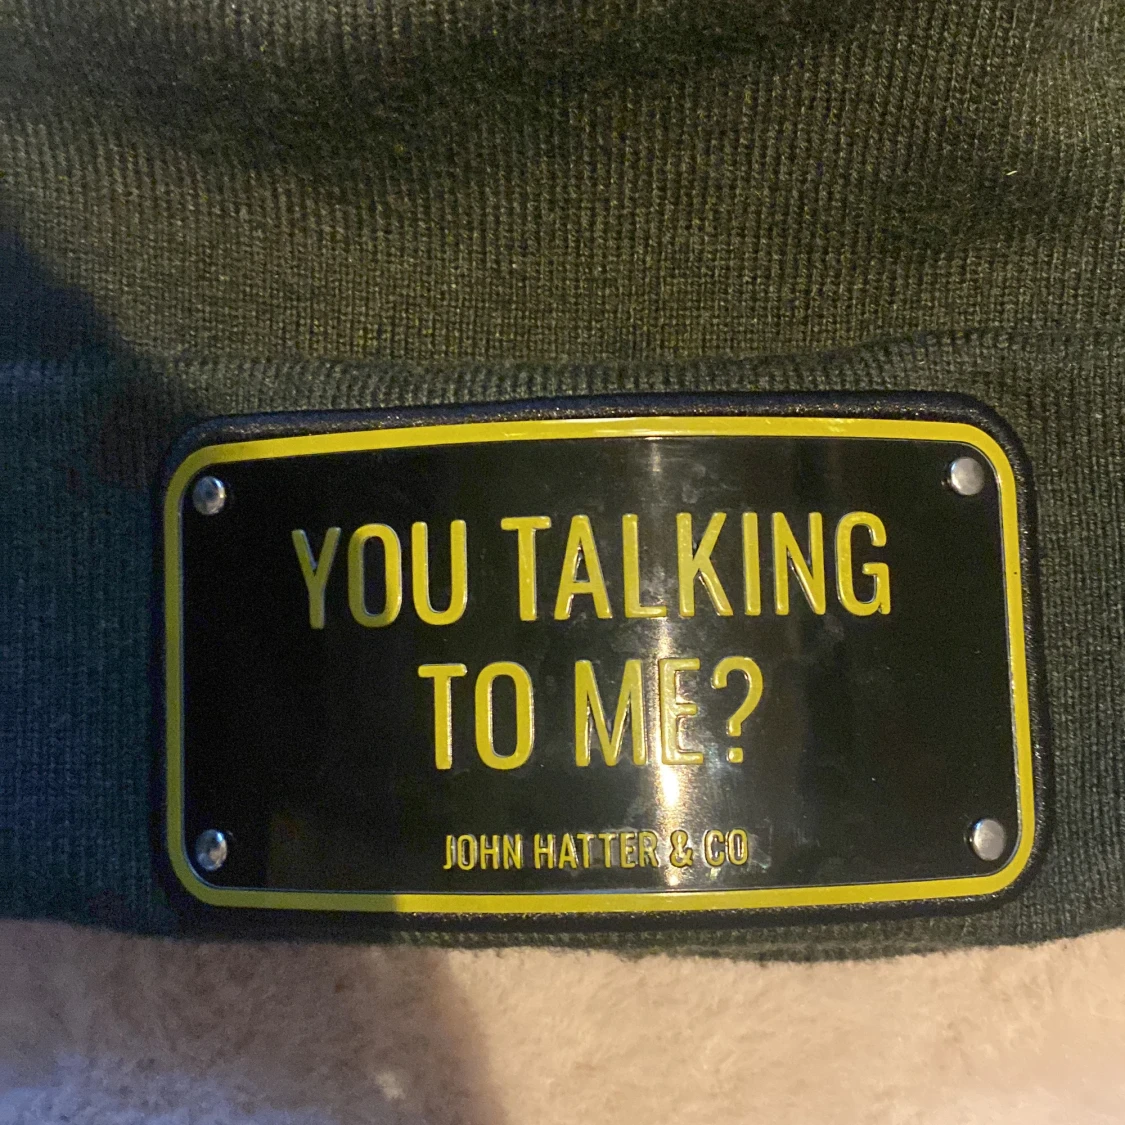 YOU TALKING
TO ME?
JOHN HATTER & CO